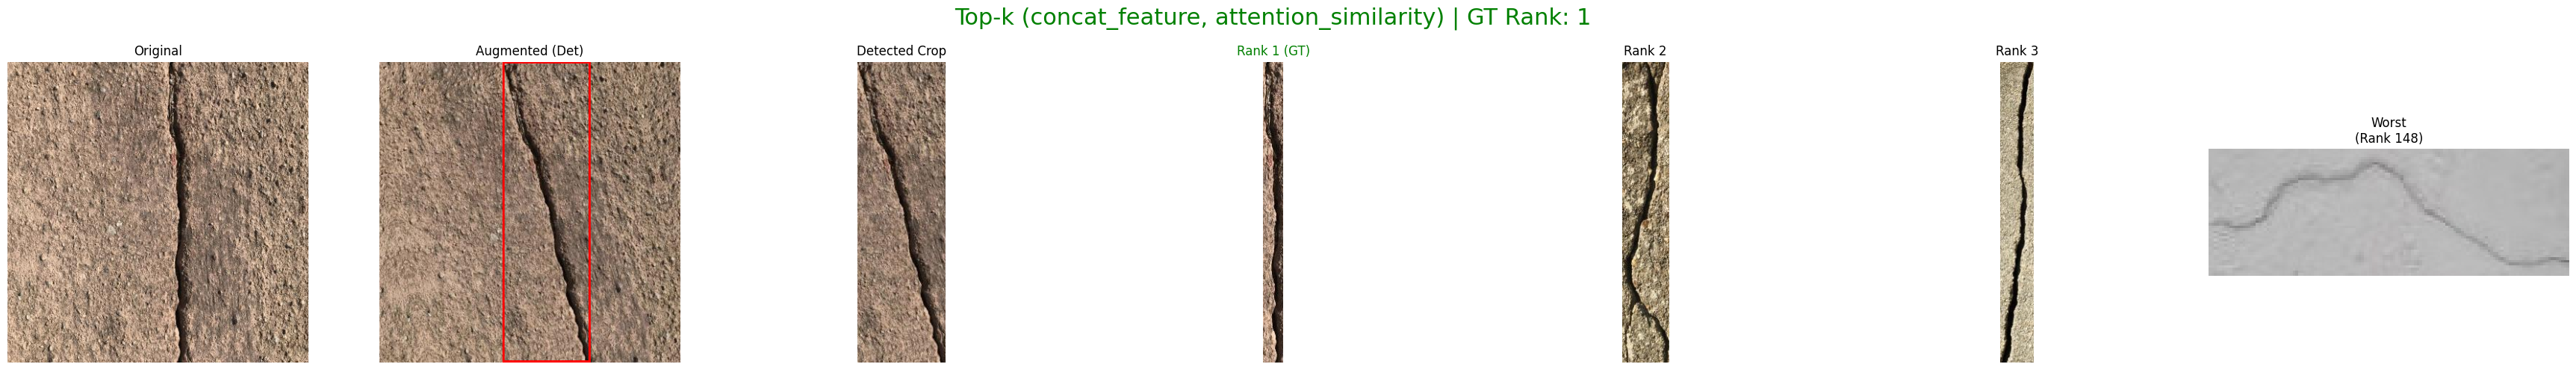 Top-k (concat_feature, attention_similarity) | GT Rank: 1
Original
Augmented (Det)
Detected Crop
Rank 1 (GT)
Rank 2
Rank 3
Worst
(Rank 148)